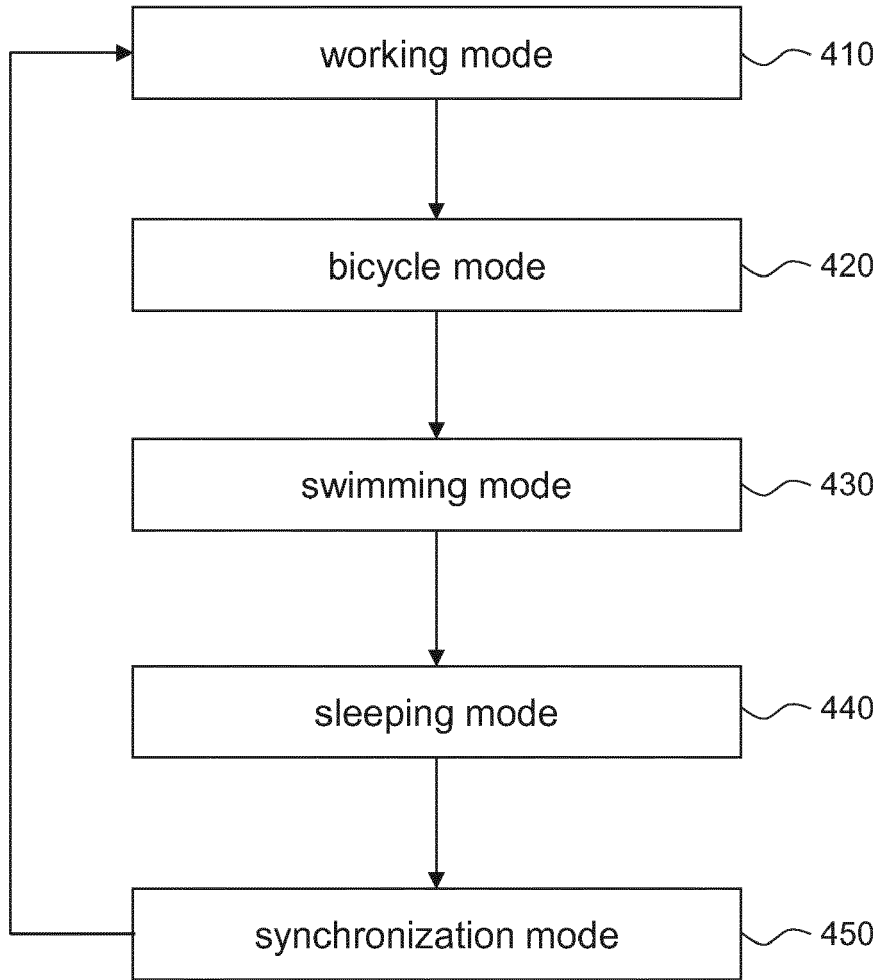 working mode 410
bicycle mode 420
swimming mode 430
sleeping mode 440
synchronization mode 450